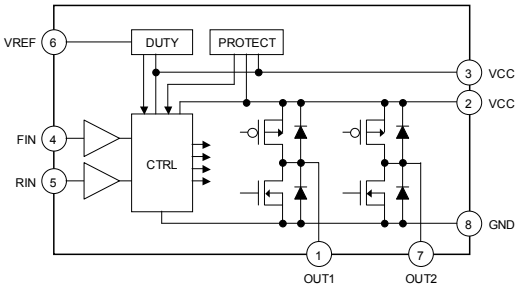 VREF 6 DUTY PROTECT
3 VCC
2 VCC
FIN 4
CTRL
RIN 5
8 GND
1 7
OUT1 OUT2